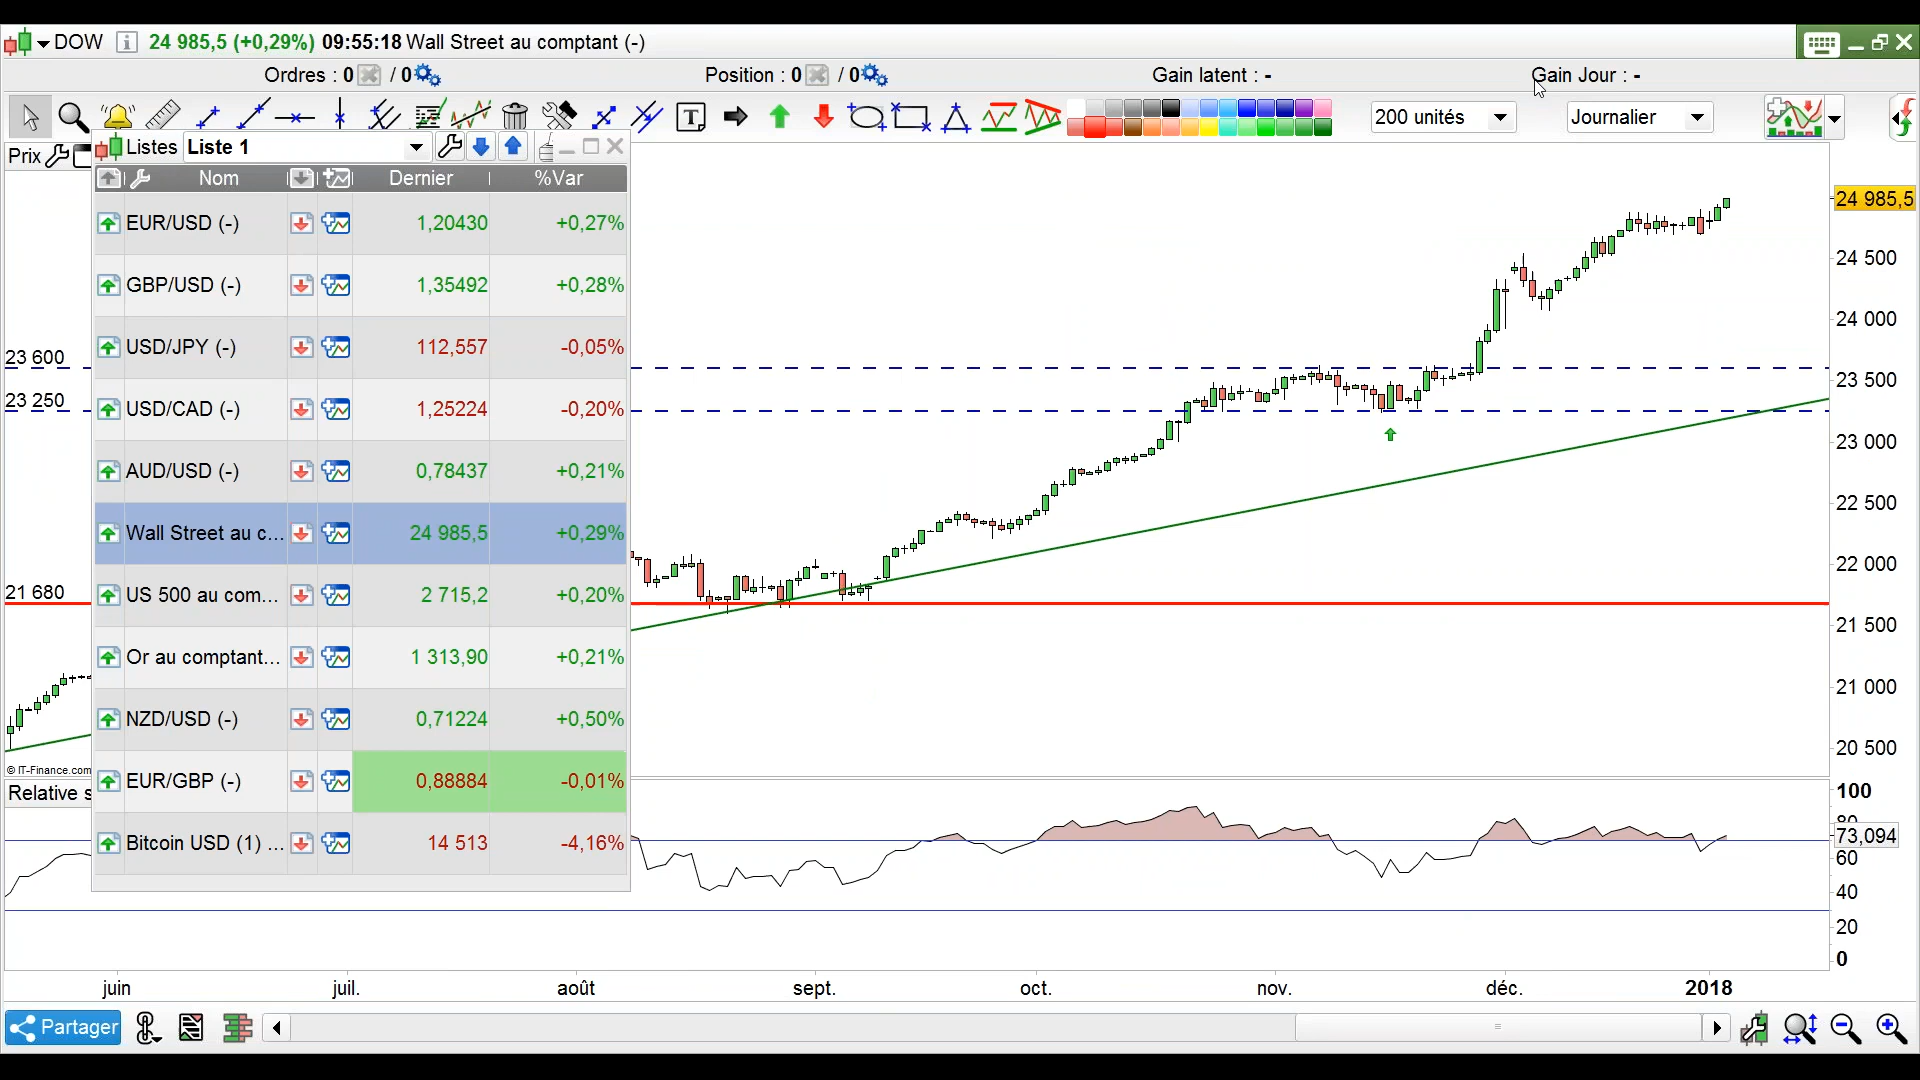 DOW 24 985,5 (+0,29%) 09:55:18 Wall Street au comptant (-)
Ordres : 0 / 0 Position : 0 / 0 Gain latent : - Gain Jour : -
T 200 unités Journalier
Prix
Listes Liste 1
Nom Dernier %Var
EUR/USD (-) 1,20430 +0,27%
GBP/USD (-) 1,35492 +0,28%
USD/JPY (-) 112,557 -0,05%
USD/CAD (-) 1,25224 -0,20%
AUD/USD (-) 0,78437 +0,21%
Wall Street au c... 24 985,5 +0,29%
US 500 au com... 2 715,2 +0,20%
Or au comptant... 1 313,90 +0,21%
NZD/USD (-) 0,71224 +0,50%
EUR/GBP (-) 0,88884 -0,01%
Bitcoin USD (1) ... 14 513 -4,16%
23 600
23 250
21 680
© IT-Finance.com
24 985,5
24 500
24 000
23 500
23 000
22 500
22 000
21 500
21 000
20 500
Relative s
100
80
73,094
60
40
20
0
juin juil. août sept. oct. nov. déc. 2018
Partager